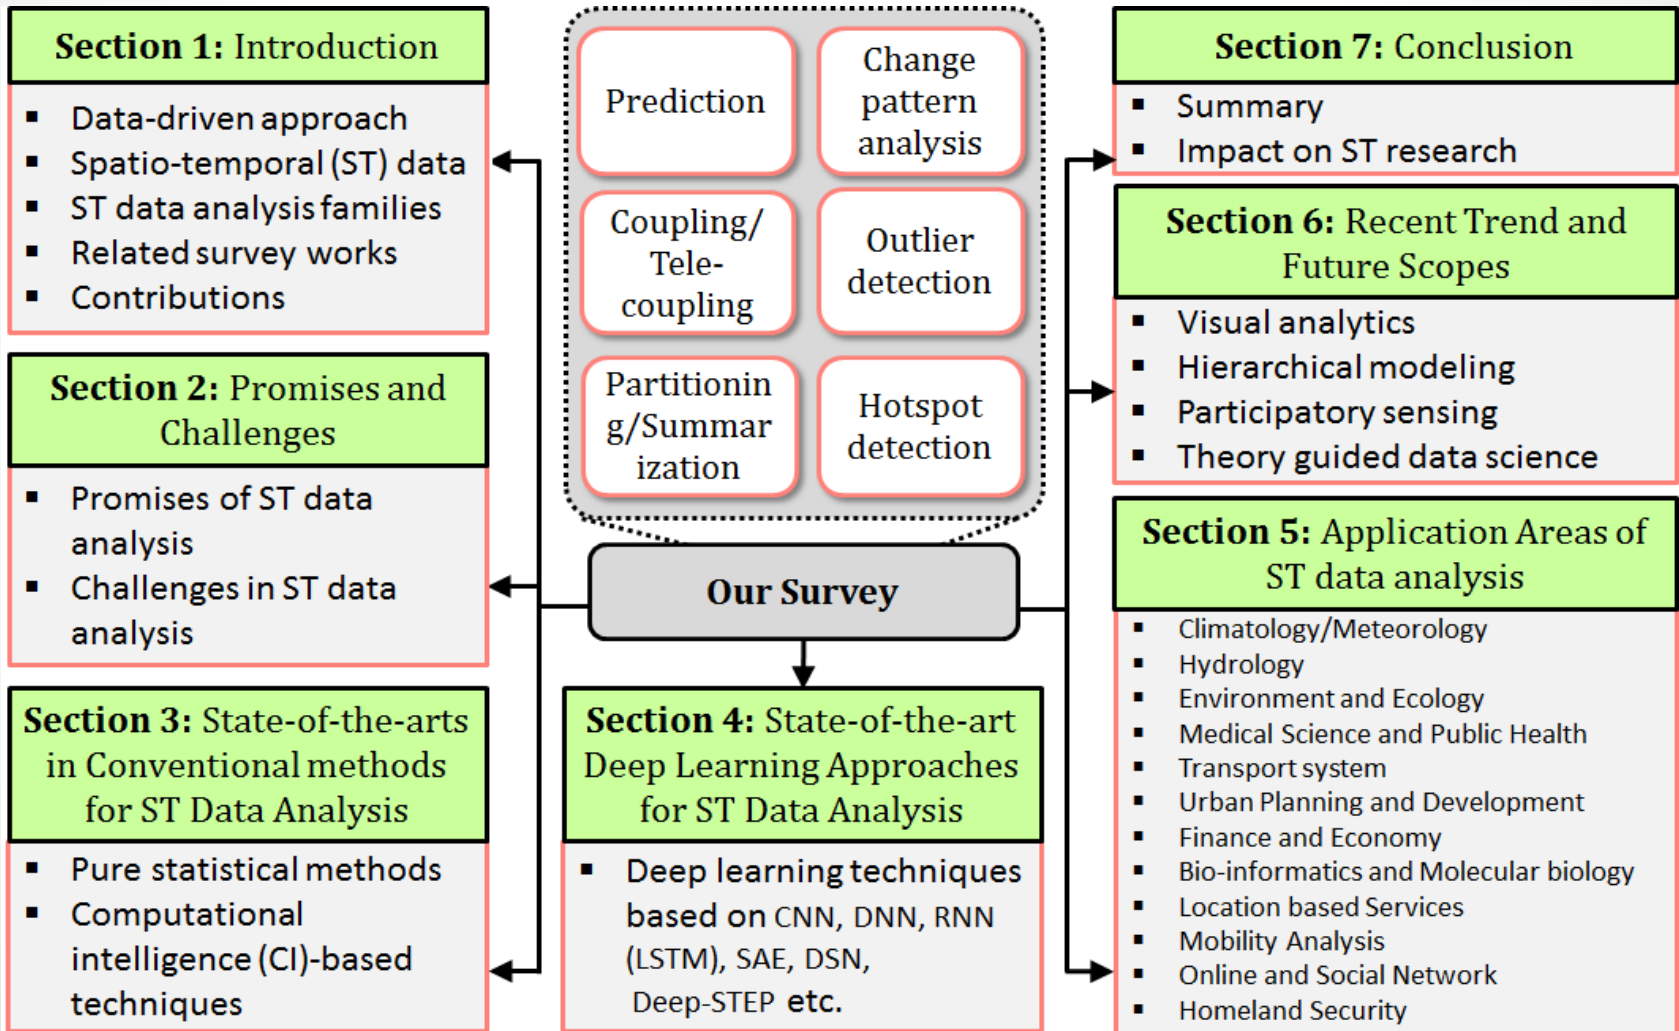 Section 1: Introduction
▪ Data-driven approach
▪ Spatio-temporal (ST) data
▪ ST data analysis families
▪ Related survey works
▪ Contributions
Section 2: Promises and
Challenges
▪ Promises of ST data
analysis
▪ Challenges in ST data
analysis
Section 3: State-of-the-arts
in Conventional methods
for ST Data Analysis
▪ Pure statistical methods
▪ Computational
intelligence (CI)-based
techniques
Prediction
Change
pattern
analysis
Coupling/
Tele-
coupling
Outlier
detection
Partitionin
g/Summar
ization
Hotspot
detection
Our Survey
Section 4: State-of-the-art
Deep Learning Approaches
for ST Data Analysis
▪ Deep learning techniques
based on CNN, DNN, RNN
(LSTM), SAE, DSN,
Deep-STEP etc.
Section 7: Conclusion
▪ Summary
▪ Impact on ST research
Section 6: Recent Trend and
Future Scopes
▪ Visual analytics
▪ Hierarchical modeling
▪ Participatory sensing
▪ Theory guided data science
Section 5: Application Areas of
ST data analysis
▪ Climatology/Meteorology
▪ Hydrology
▪ Environment and Ecology
▪ Medical Science and Public Health
▪ Transport system
▪ Urban Planning and Development
▪ Finance and Economy
▪ Bio-informatics and Molecular biology
▪ Location based Services
▪ Mobility Analysis
▪ Online and Social Network
▪ Homeland Security